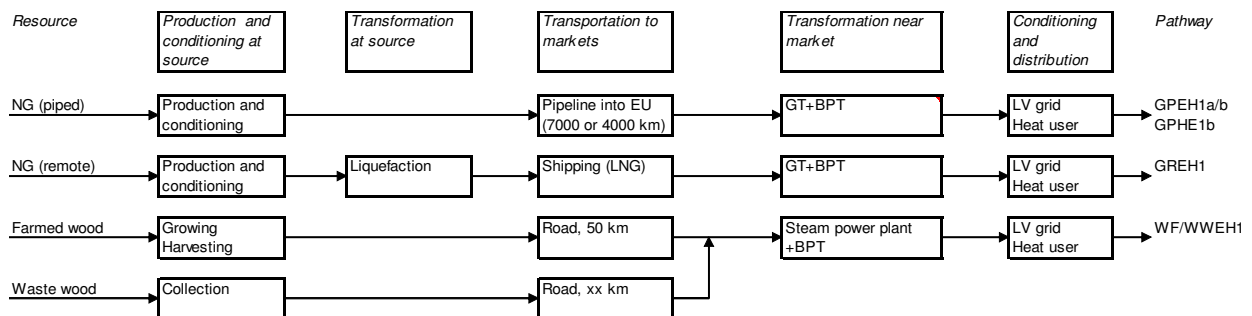 Resource
Production and
conditioning at
source
Transformation
at source
Transportation to
markets
Transformation near
market
Conditioning
and
distribution
Pathway
NG (piped)
Production and
conditioning
Pipeline into EU
(7000 or 4000 km)
GT+BPT
LV grid
Heat user
GPEH1a/b
GPHE1b
NG (remote)
Production and
conditioning
Liquefaction
Shipping (LNG)
GT+BPT
LV grid
Heat user
GREH1
Farmed wood
Growing
Harvesting
Road, 50 km
Steam power plant
+BPT
LV grid
Heat user
WF/WWEH1
Waste wood
Collection
Road, xx km